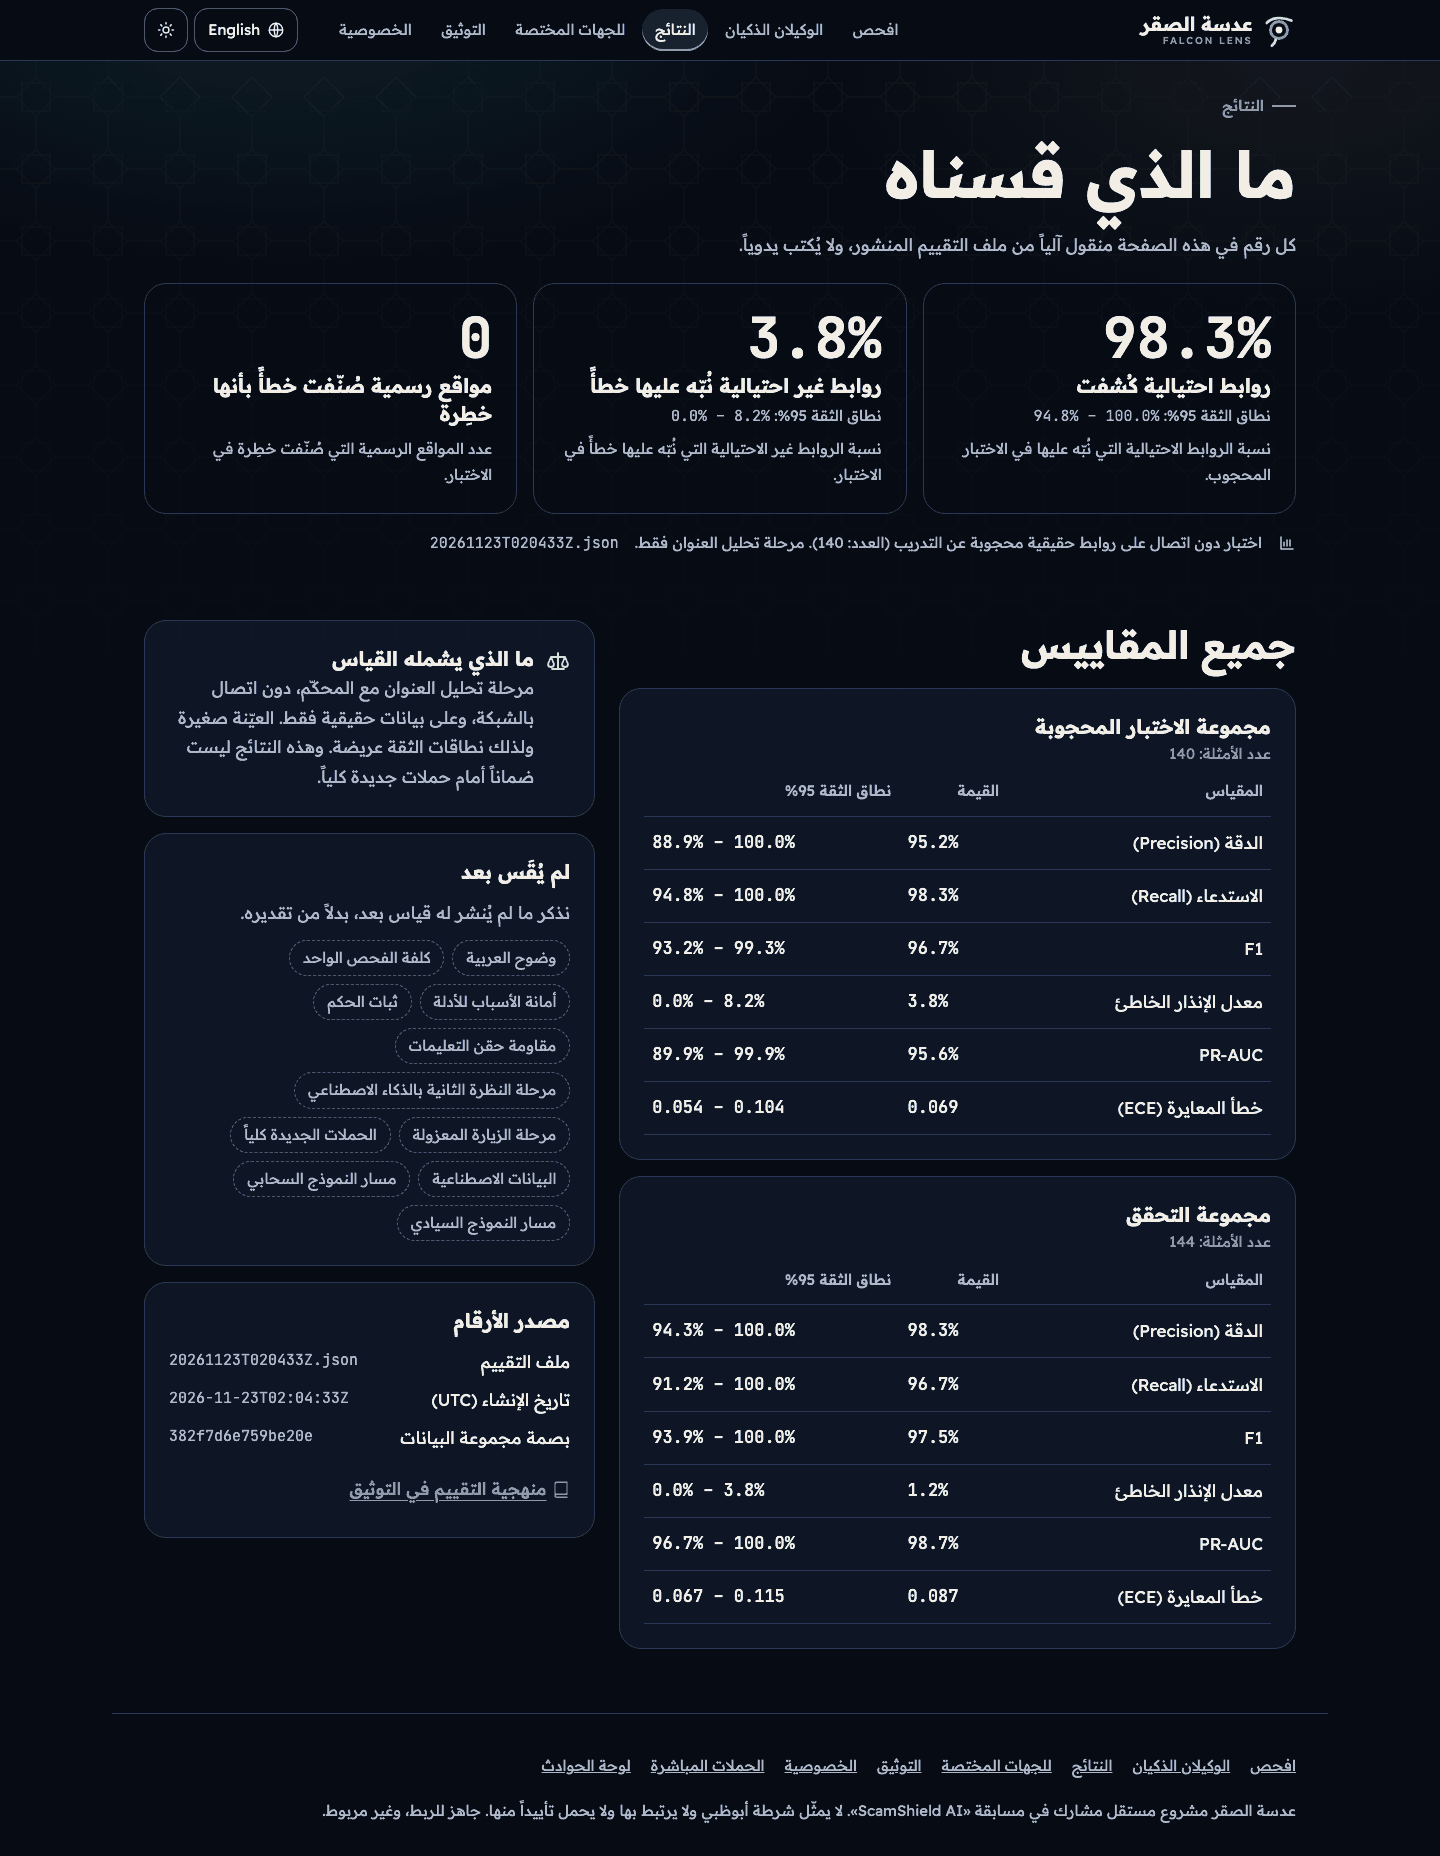 عدسة الصقر
FALCON LENS
افحص
الوكيلان الذكيان
النتائج
للجهات المختصة
التوثيق
الخصوصية
English
النتائج
ما الذي قسناه
كل رقم في هذه الصفحة منقول آلياً من ملف التقييم المنشور، ولا يُكتب يدوياً.
98.3%
روابط احتيالية كُشفت
نطاق الثقة 95%: 94.8% – 100.0%
نسبة الروابط الاحتيالية التي نُبّه عليها في الاختبار
المحجوب.
3.8%
روابط غير احتيالية نُبّه عليها خطأً
نطاق الثقة 95%: 0.0% – 8.2%
نسبة الروابط غير الاحتيالية التي نُبّه عليها خطأً في
الاختبار.
0
مواقع رسمية صُنّفت خطأً بأنها
خطِرة
عدد المواقع الرسمية التي صُنّفت خطِرة في
الاختبار.
اختبار دون اتصال على روابط حقيقية محجوبة عن التدريب (العدد: 140). مرحلة تحليل العنوان فقط. 20261123T020433Z.json
جميع المقاييس
مجموعة الاختبار المحجوبة
عدد الأمثلة: 140
المقياس القيمة نطاق الثقة 95%
الدقة (Precision) 95.2% 88.9% – 100.0%
الاستدعاء (Recall) 98.3% 94.8% – 100.0%
F1 96.7% 93.2% – 99.3%
معدل الإنذار الخاطئ 3.8% 0.0% – 8.2%
PR-AUC 95.6% 89.9% – 99.9%
خطأ المعايرة (ECE) 0.069 0.054 – 0.104
مجموعة التحقق
عدد الأمثلة: 144
المقياس القيمة نطاق الثقة 95%
الدقة (Precision) 98.3% 94.3% – 100.0%
الاستدعاء (Recall) 96.7% 91.2% – 100.0%
F1 97.5% 93.9% – 100.0%
معدل الإنذار الخاطئ 1.2% 0.0% – 3.8%
PR-AUC 98.7% 96.7% – 100.0%
خطأ المعايرة (ECE) 0.087 0.067 – 0.115
ما الذي يشمله القياس
مرحلة تحليل العنوان مع المحكّم، دون اتصال
بالشبكة، وعلى بيانات حقيقية فقط. العيّنة صغيرة
ولذلك نطاقات الثقة عريضة. وهذه النتائج ليست
ضماناً أمام حملات جديدة كلياً.
لم يُقَس بعد
نذكر ما لم يُنشر له قياس بعد، بدلاً من تقديره.
وضوح العربية
كلفة الفحص الواحد
أمانة الأسباب للأدلة
ثبات الحكم
مقاومة حقن التعليمات
مرحلة النظرة الثانية بالذكاء الاصطناعي
مرحلة الزيارة المعزولة
الحملات الجديدة كلياً
البيانات الاصطناعية
مسار النموذج السحابي
مسار النموذج السيادي
مصدر الأرقام
ملف التقييم 20261123T020433Z.json
تاريخ الإنشاء (UTC) 2026-11-23T02:04:33Z
بصمة مجموعة البيانات 382f7d6e759be20e
منهجية التقييم في التوثيق
افحص الوكيلان الذكيان النتائج للجهات المختصة التوثيق الخصوصية الحملات المباشرة لوحة الحوادث
عدسة الصقر مشروع مستقل مشارك في مسابقة «ScamShield AI». لا يمثّل شرطة أبوظبي ولا يرتبط بها ولا يحمل تأييداً منها. جاهز للربط، وغير مربوط.